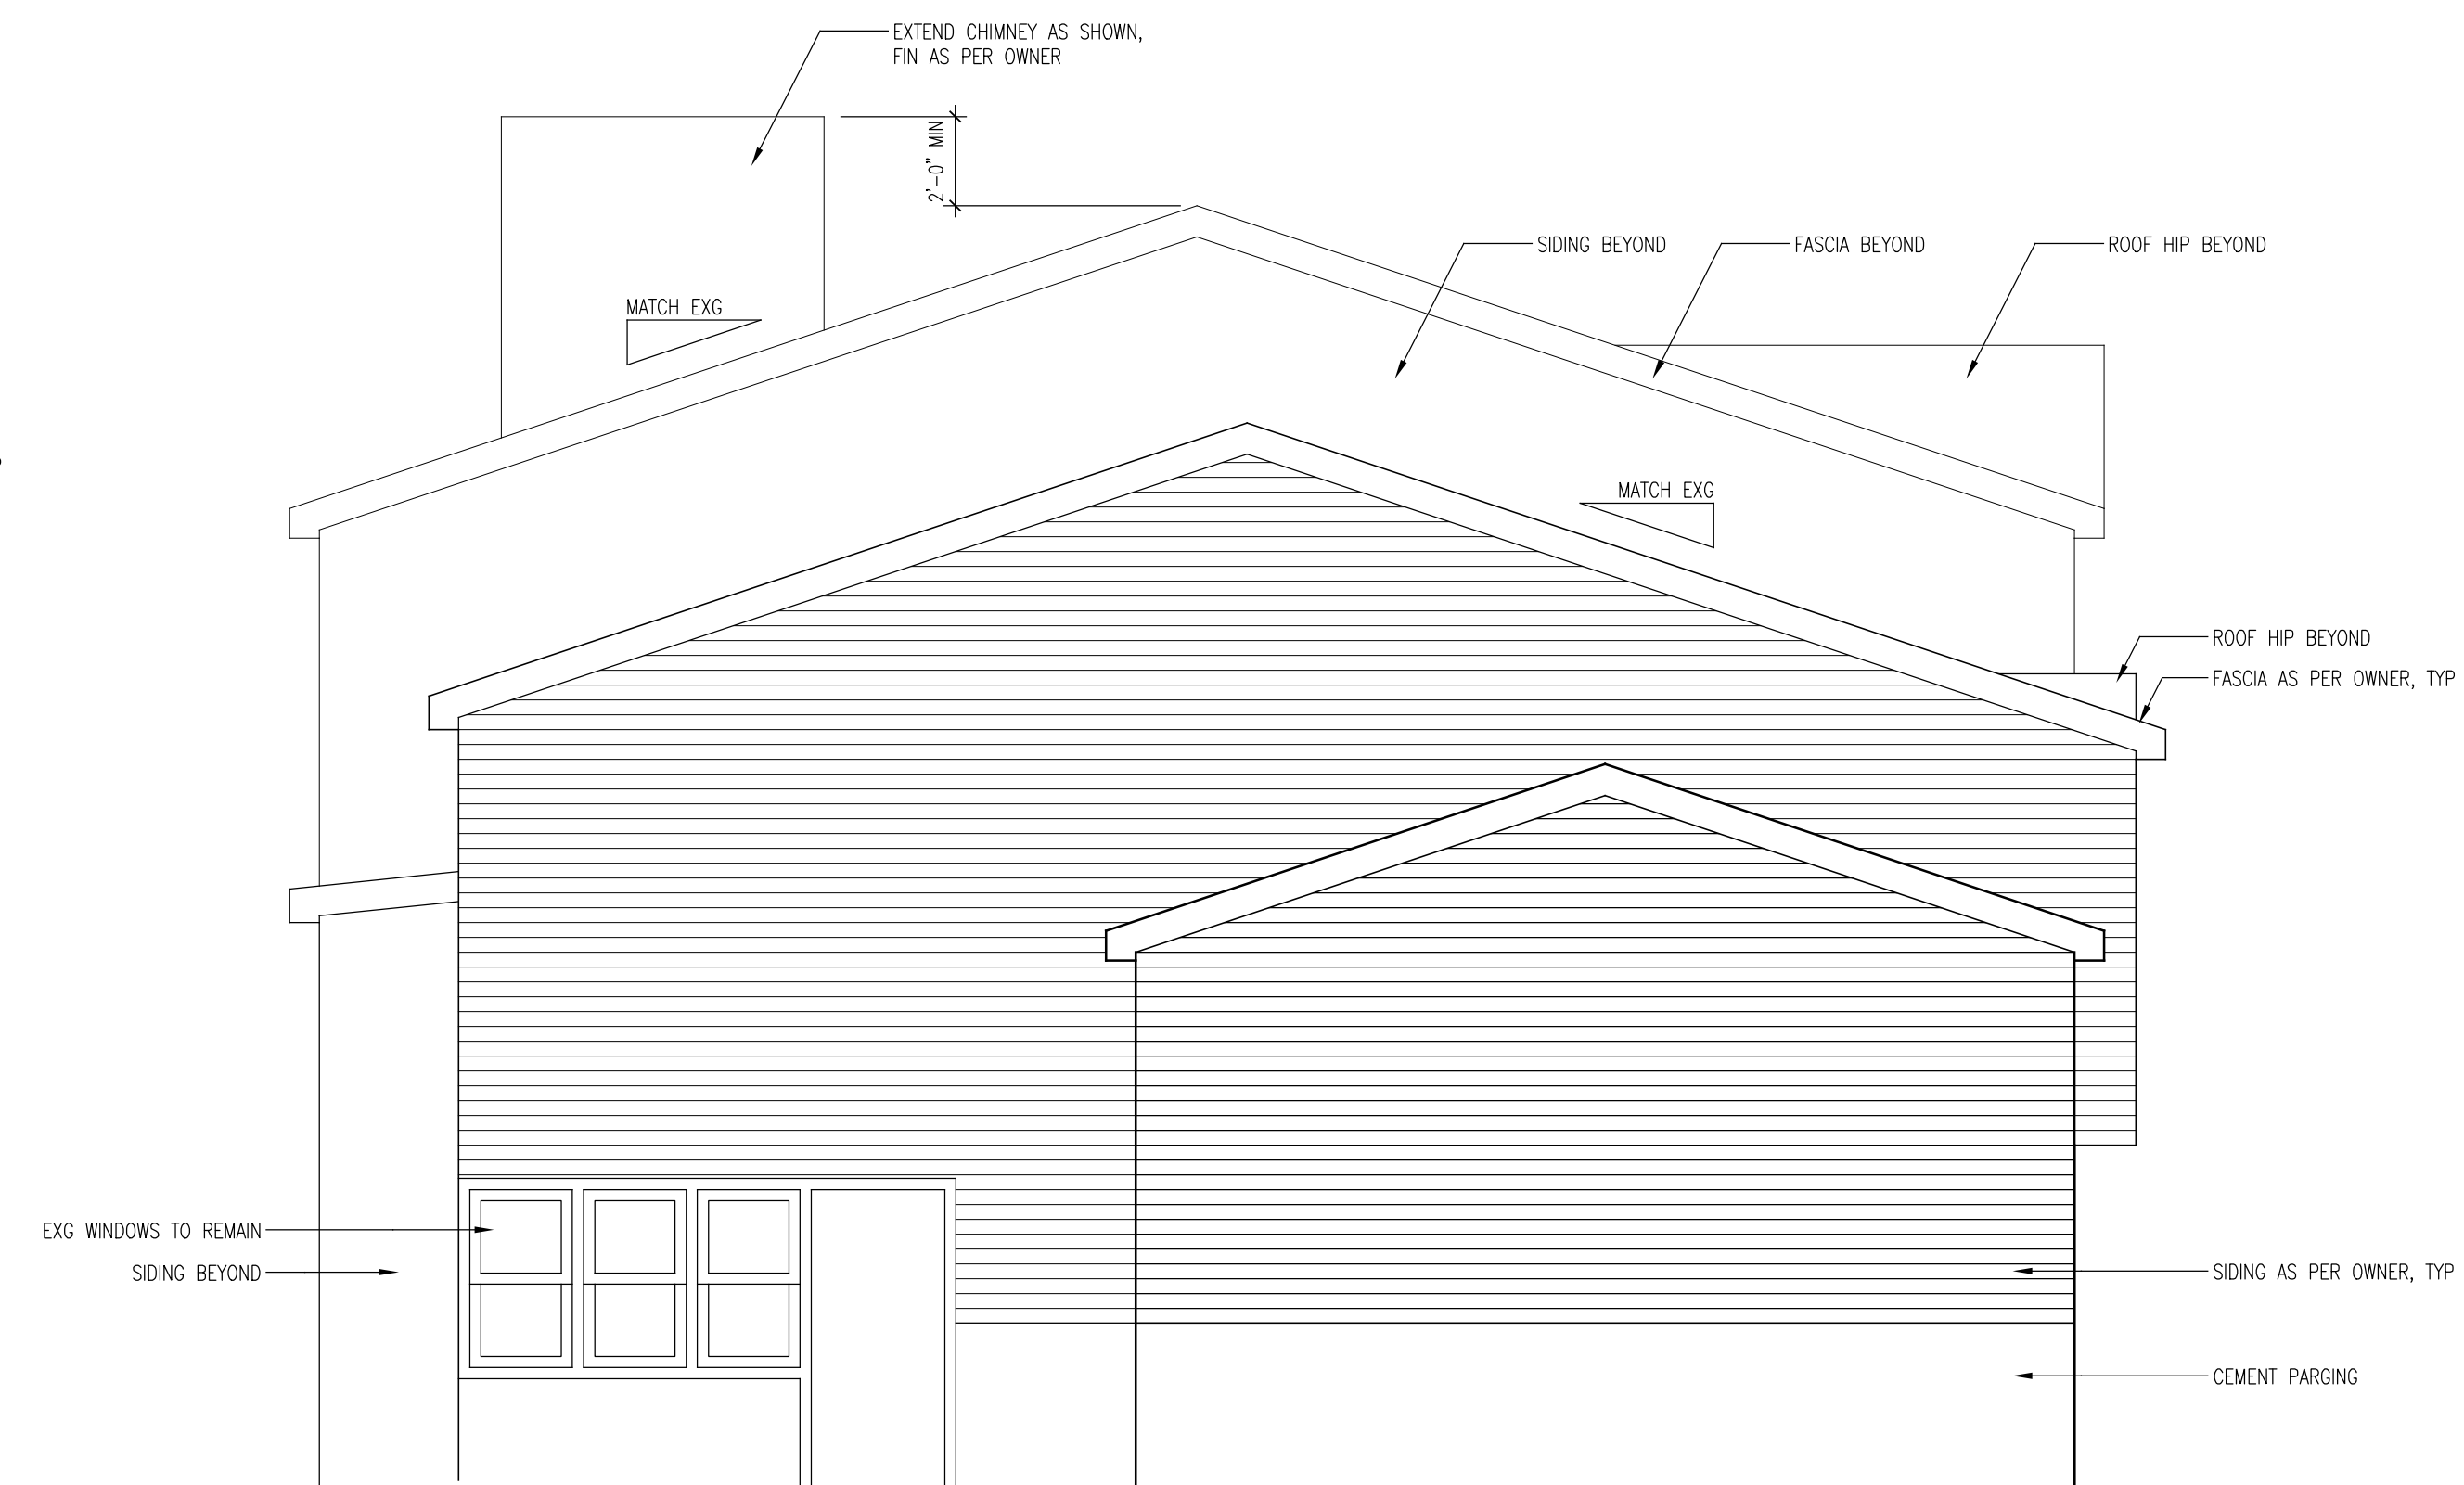 EXTEND CHIMNEY AS SHOWN,
FIN AS PER OWNER
2'-0" MIN
SIDING BEYOND
FASCIA BEYOND
ROOF HIP BEYOND
MATCH EXG
MATCH EXG
ROOF HIP BEYOND
FASCIA AS PER OWNER, TYP
EXG WINDOWS TO REMAIN
SIDING BEYOND
SIDING AS PER OWNER, TYP
CEMENT PARGING